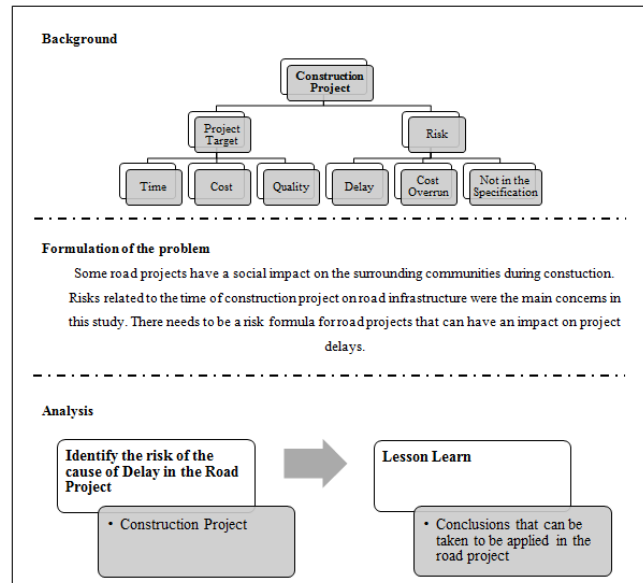 Background
Construction
Project
Project
Target
Risk
Time
Cost
Quality
Delay
Cost
Overrun
Not in the
Specification
Formulation of the problem
Some road projects have a social impact on the surrounding communities during constuction.
Risks related to the time of construction project on road infrastructure were the main concerns in
this study. There needs to be a risk formula for road projects that can have an impact on project
delays.
Analysis
Identify the risk of the
cause of Delay in the Road
Project
• Construction Project
Lesson Learn
• Conclusions that can be
taken to be applied in the
road project